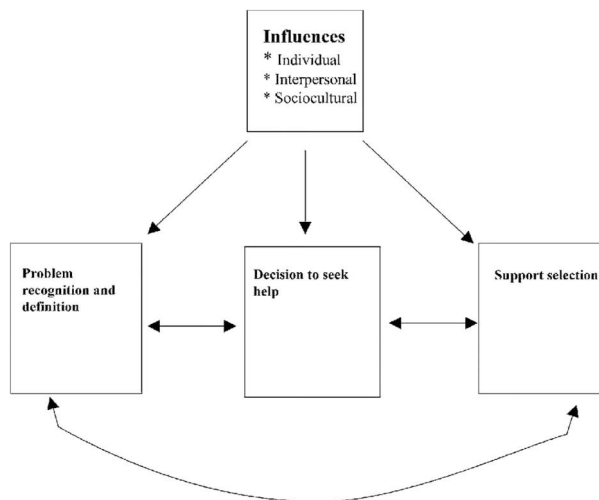 Influences
* Individual
* Interpersonal
* Sociocultural
Problem
recognition and
definition
Decision to seek
help
Support selection